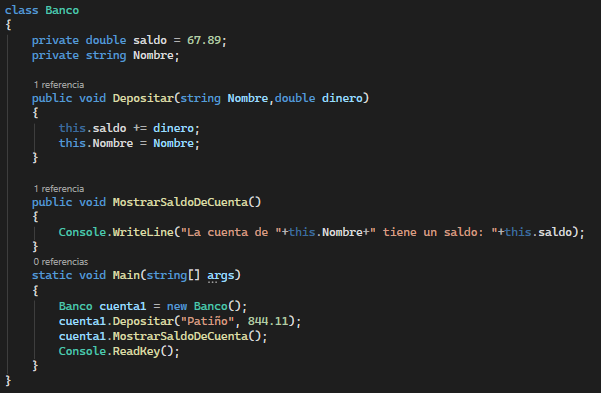 class Banco
{
private double saldo = 67.89;
private string Nombre;
1 referencia
public void Depositar(string Nombre,double dinero)
{
this.saldo += dinero;
this.Nombre = Nombre;
}
1 referencia
public void MostrarSaldoDeCuenta()
{
Console.WriteLine("La cuenta de "+this.Nombre+" tiene un saldo: "+this.saldo);
}
0 referencias
static void Main(string[] args)
{
Banco cuenta1 = new Banco();
cuenta1.Depositar("Patiño", 844.11);
cuenta1.MostrarSaldoDeCuenta();
Console.ReadKey();
}
}